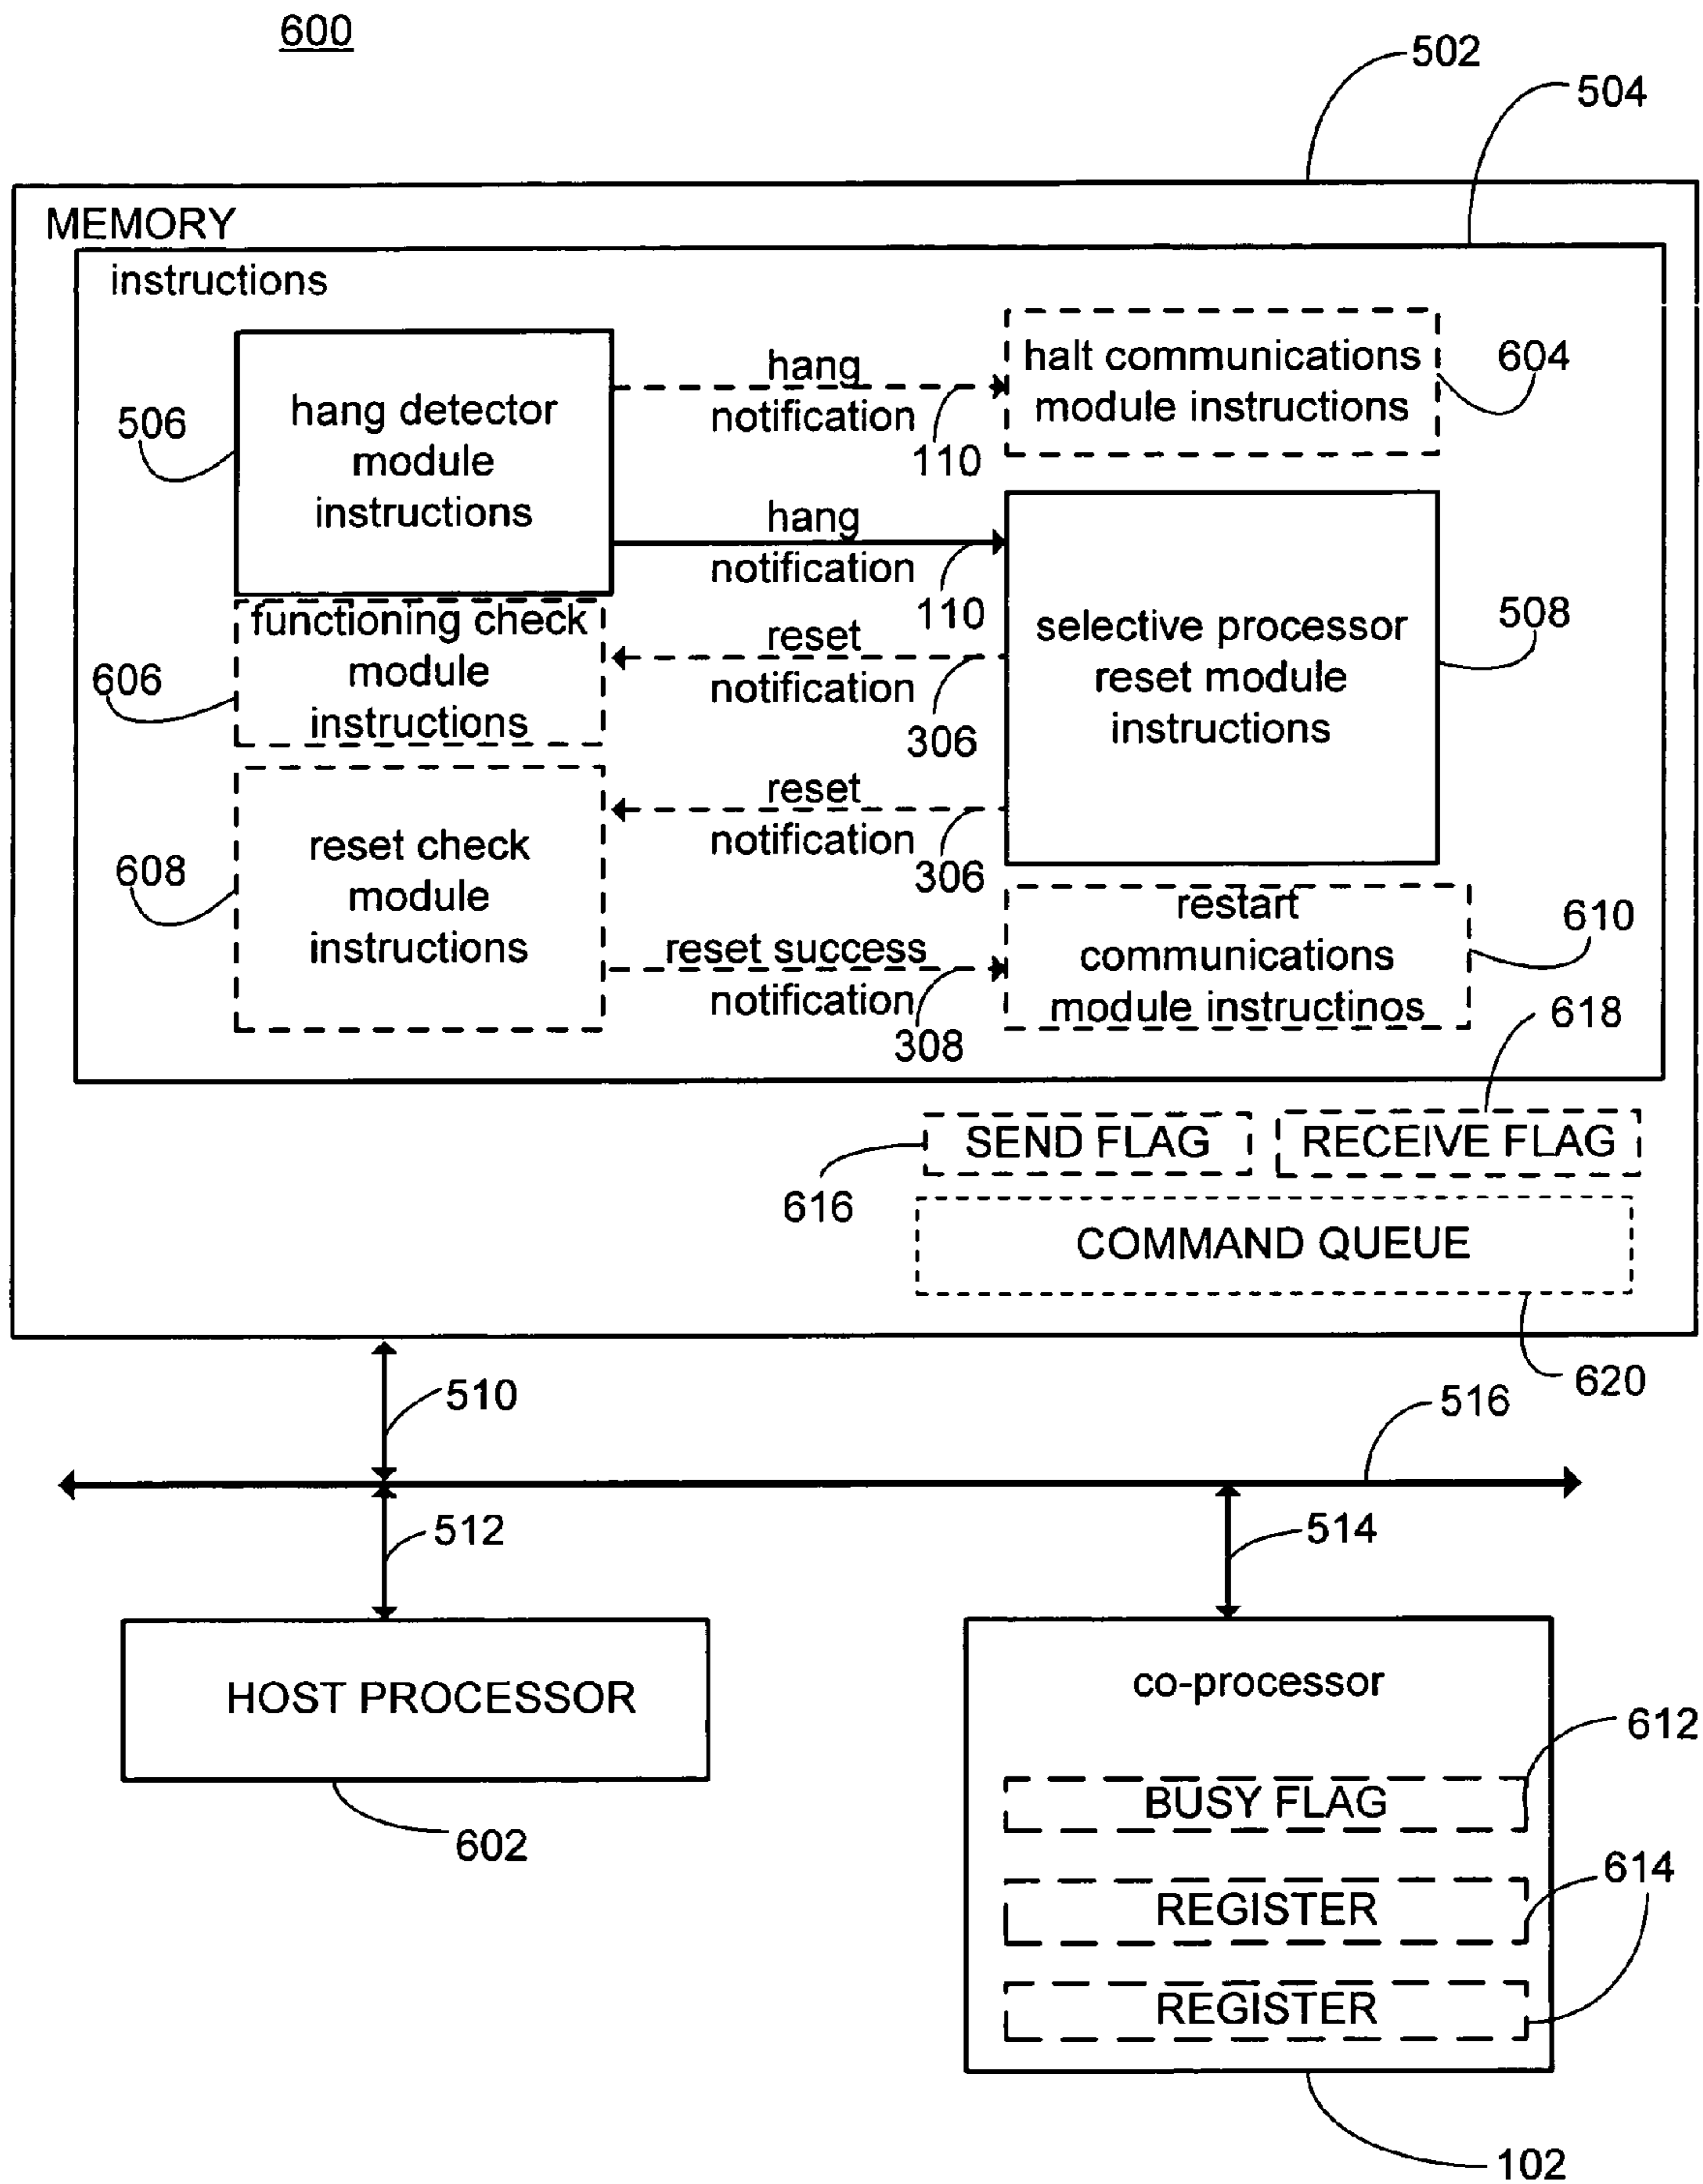 600
502
504
MEMORY
instructions
hang detector
module
instructions
506
hang
notification
110
halt communications
module instructions
604
hang
notification
110
selective processor
reset module
instructions
508
functioning check
module
instructions
606
reset
notification
306
reset
notification
306
reset check
module
instructions
608
reset success
notification
308
restart
communications
module instructinos
610
618
SEND FLAG
RECEIVE FLAG
616
COMMAND QUEUE
620
510
516
512
514
HOST PROCESSOR
602
co-processor
612
BUSY FLAG
614
REGISTER
REGISTER
102